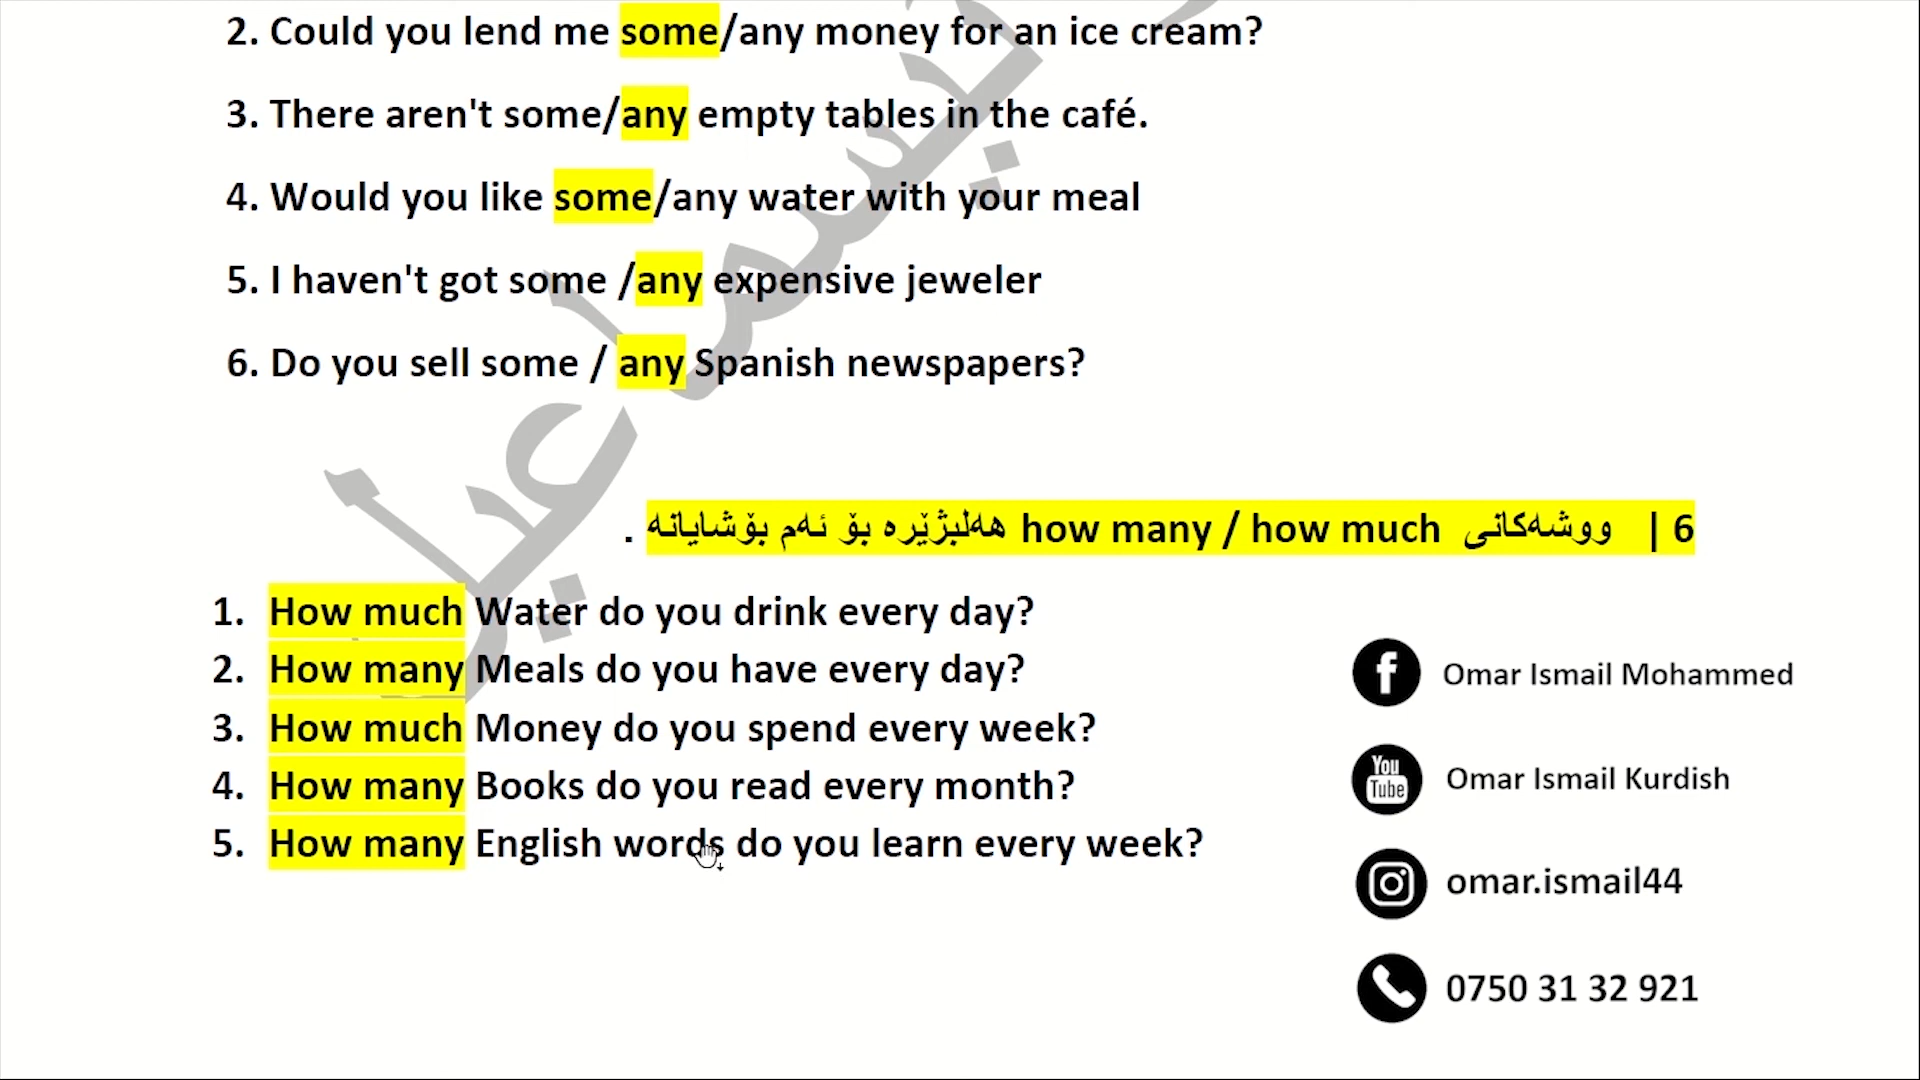 2. Could you lend me some/any money for an ice cream?
3. There aren't some/any empty tables in the café.
4. Would you like some/any water with your meal
5. I haven't got some /any expensive jeweler
6. Do you sell some / any Spanish newspapers?
6 | ووشەکانی how many / how much هەلبژێرە بۆ ئەم بۆشایانە .
1. How much Water do you drink every day?
2. How many Meals do you have every day?
3. How much Money do you spend every week?
4. How many Books do you read every month?
5. How many English words do you learn every week?
Omar Ismail Mohammed
You Tube Omar Ismail Kurdish
omar.ismail44
0750 31 32 921